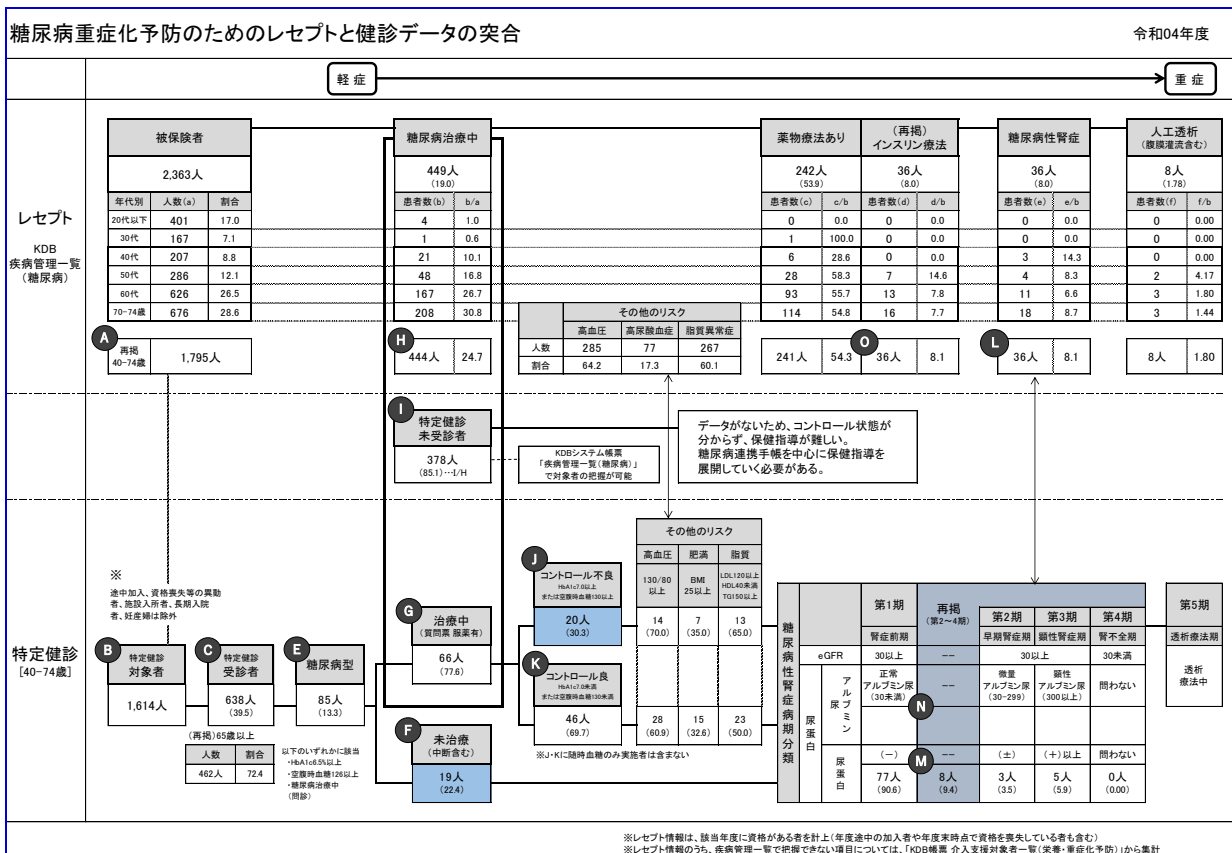 糖尿病重症化予防のためのレセプトと健診データの突合
令和04年度
軽 症
重 症
レセプト
KDB
疾病管理一覧
(糖尿病)
被保険者
2,363人
年代別 人数(a) 割合
20代以下 401 17.0
30代 167 7.1
40代 207 8.8
50代 286 12.1
60代 626 26.5
70-74歳 676 28.6
A
再掲
40-74歳
1,795人
糖尿病治療中
449人
(19.0)
患者数(b) b/a
4 1.0
1 0.6
21 10.1
48 16.8
167 26.7
208 30.8
H
444人 24.7
その他のリスク
高血圧 高尿酸血症 脂質異常症
人数 285 77 267
割合 64.2 17.3 60.1
薬物療法あり
242人
(53.9)
患者数(c) c/b
0 0.0
1 100.0
6 28.6
28 58.3
93 55.7
114 54.8
241人 54.3
(再掲)
インスリン療法
36人
(8.0)
患者数(d) d/b
0 0.0
0 0.0
0 0.0
7 14.6
13 7.8
16 7.7
O
36人 8.1
糖尿病性腎症
36人
(8.0)
患者数(e) e/b
0 0.0
0 0.0
3 14.3
4 8.3
11 6.6
18 8.7
L
36人 8.1
人工透析
(腹膜灌流含む)
8人
(1.78)
患者数(f) f/b
0 0.00
0 0.00
0 0.00
2 4.17
3 1.80
3 1.44
8人 1.80
I
特定健診
未受診者
378人
(85.1)…I/H
KDBシステム帳票
「疾病管理一覧(糖尿病)」
で対象者の把握が可能
データがないため、コントロール状態が
分からず、保健指導が難しい。
糖尿病連携手帳を中心に保健指導を
展開していく必要がある。
特定健診
[40-74歳]
※
途中加入、資格喪失等の異動
者、施設入所者、長期入院
者、妊産婦は除外
B
特定健診
対象者
1,614人
C
特定健診
受診者
638人
(39.5)
(再掲)65歳以上
人数 割合
462人 72.4
E
糖尿病型
85人
(13.3)
以下のいずれかに該当
・HbA1c6.5%以上
・空腹時血糖126以上
・糖尿病治療中
(問診)
G
治療中
(質問票 服薬有)
66人
(77.6)
F
未治療
(中断含む)
19人
(22.4)
J
コントロール不良
HbA1c7.0以上
または空腹時血糖130以上
20人
(30.3)
K
コントロール良
HbA1c7.0未満
または空腹時血糖130未満
46人
(69.7)
※J・Kに随時血糖のみ実施者は含まない
その他のリスク
高血圧 肥満 脂質
130/80
以上
BMI
25以上
LDL120以上
HDL40未満
TG150以上
14 7 13
(70.0) (35.0) (65.0)
28 15 23
(60.9) (32.6) (50.0)
糖尿病性腎症病期分類
第1期
再掲
(第2~4期)
第2期 第3期 第4期
腎症前期 早期腎症期 顕性腎症期 腎不全期
eGFR 30以上 -- 30以上 30未満
尿蛋白
尿アルブミン
正常
アルブミン尿
(30未満)
--
微量
アルブミン尿
(30-299)
顕性
アルブミン尿
(300以上)
問わない
N
尿蛋白
(-) -- (±) (+)以上 問わない
M
77人 8人 3人 5人 0人
(90.6) (9.4) (3.5) (5.9) (0.00)
第5期
透析療法期
透析
療法中
※レセプト情報は、該当年度に資格がある者を計上(年度途中の加入者や年度末時点で資格を喪失している者も含む)
※レセプト情報のうち、疾病管理一覧で把握できない項目については、「KDB帳票 介入支援対象者一覧(栄養・重症化予防)」から集計